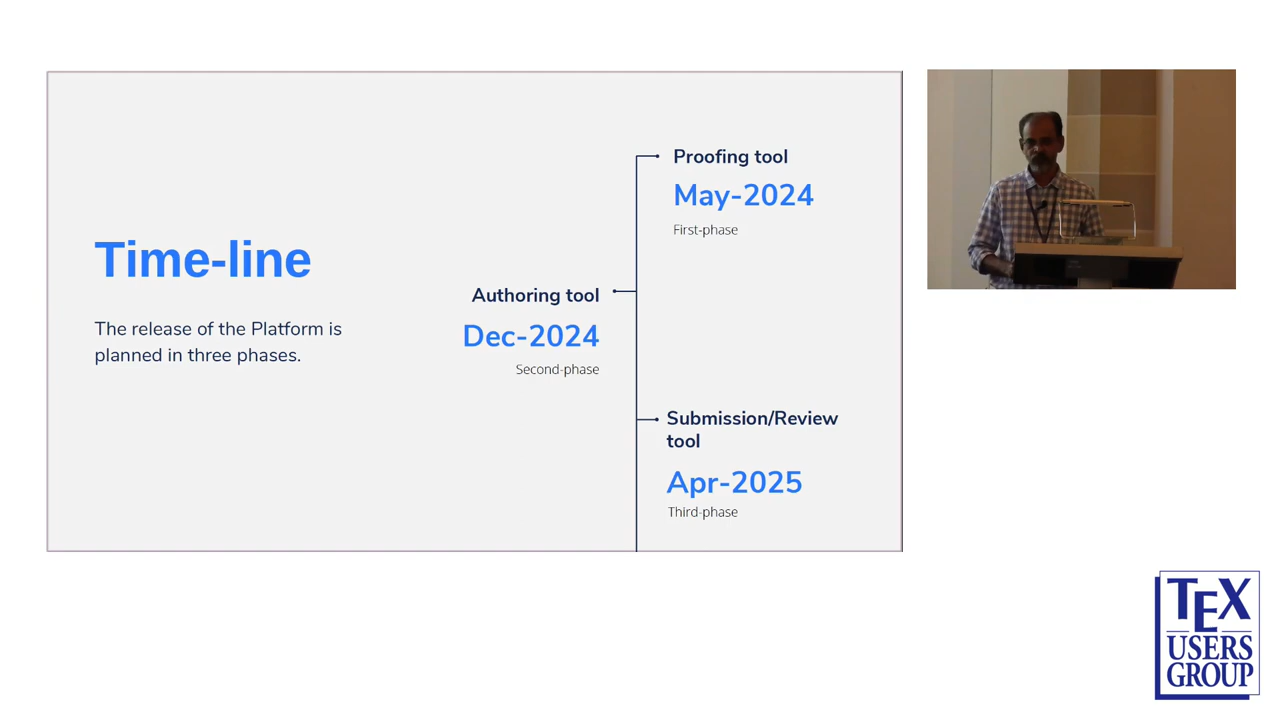 Time-line
The release of the Platform is
planned in three phases.
Proofing tool
May-2024
First-phase
Authoring tool
Dec-2024
Second-phase
Submission/Review
tool
Apr-2025
Third-phase
TEX
USERS
GROUP